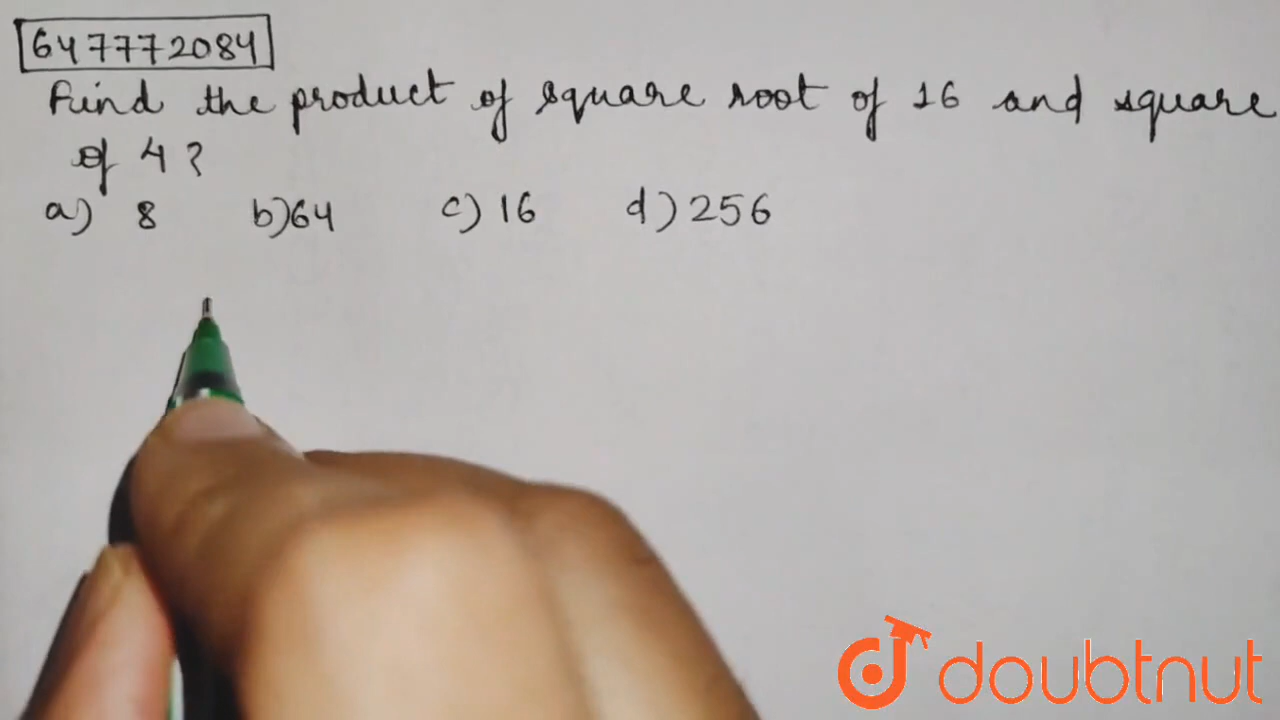 647772084
Find the product of square root of 16 and square
of 4?
a) 8 b)64 c) 16 d) 256
doubtnut